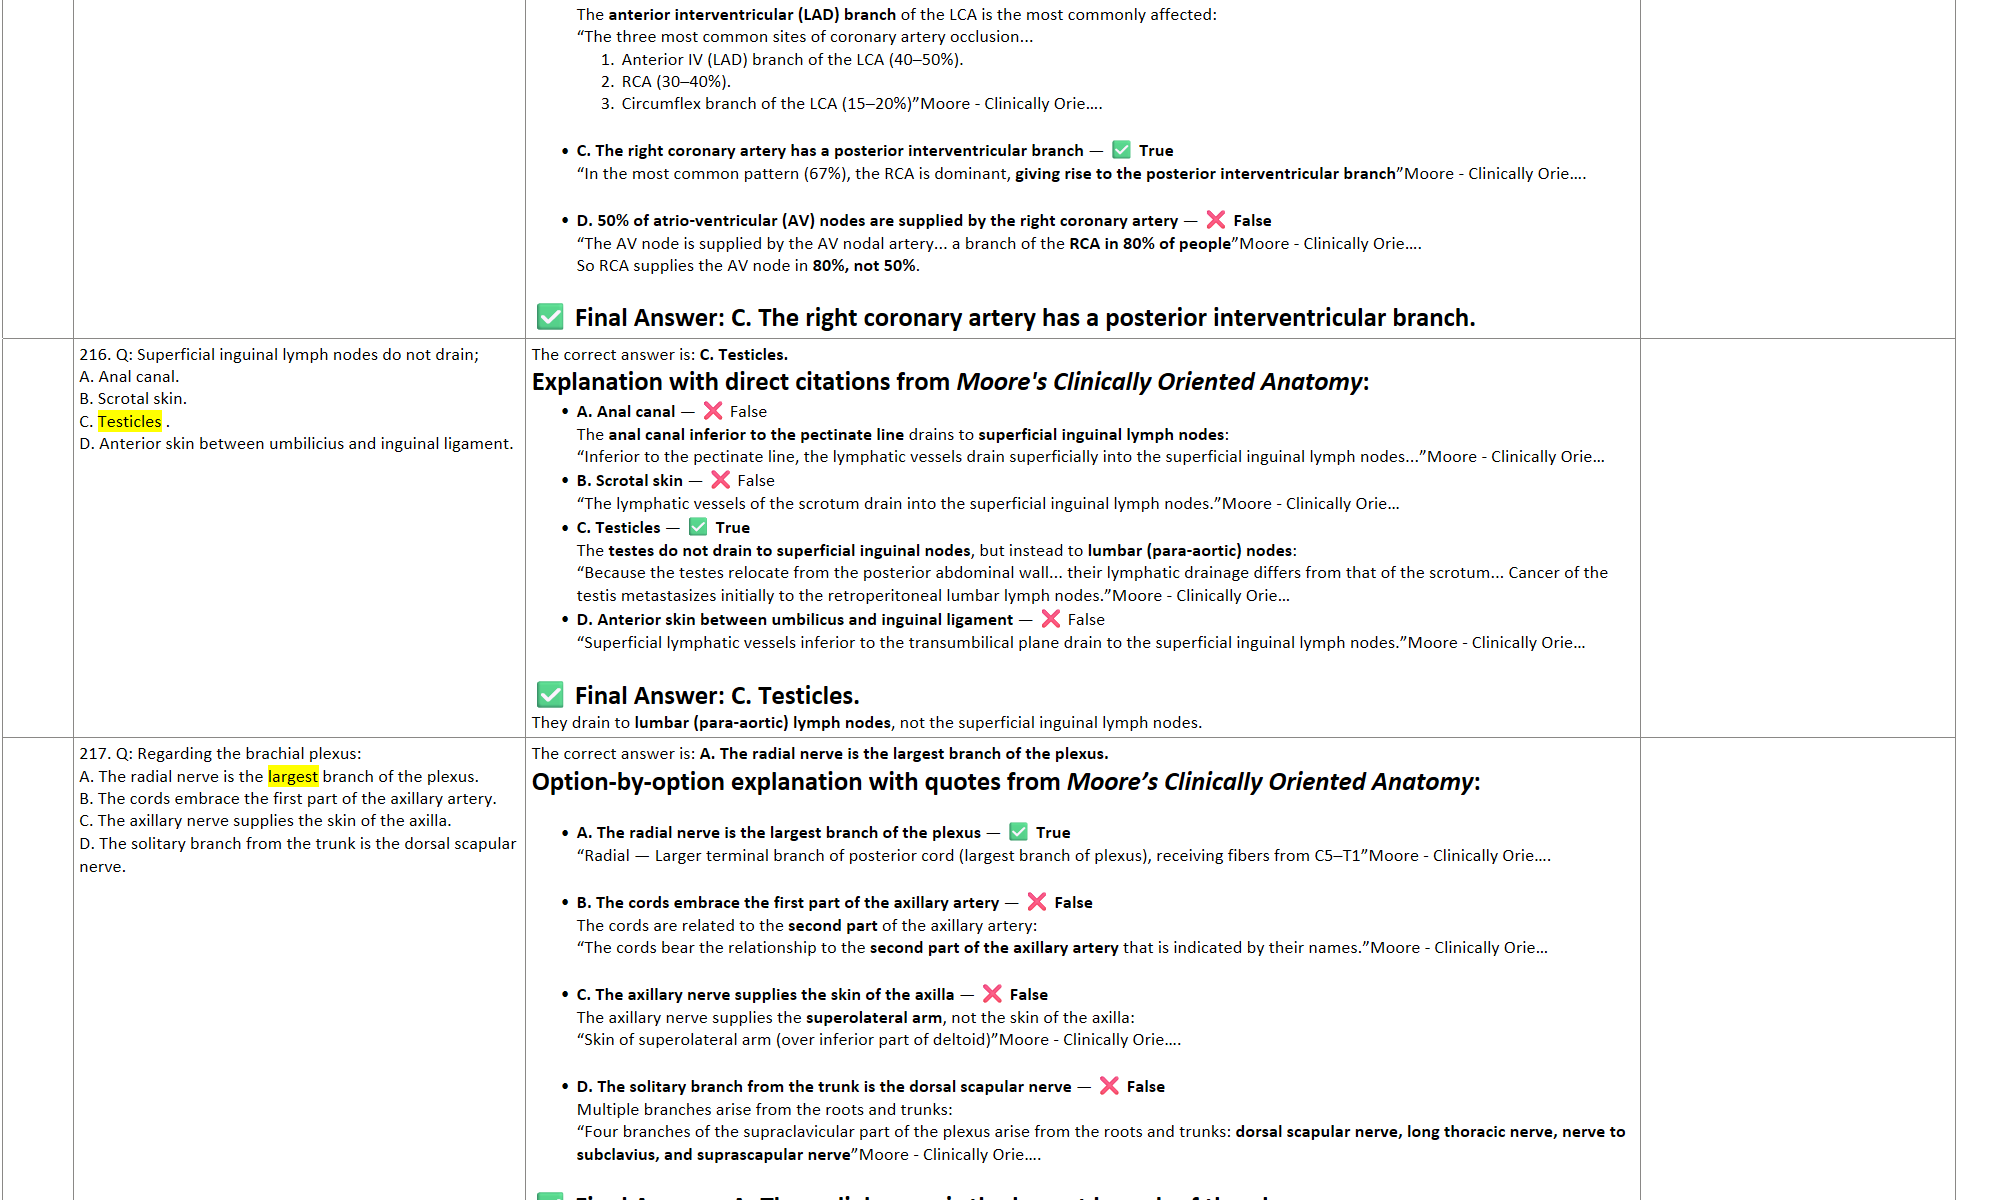 The anterior interventricular (LAD) branch of the LCA is the most commonly affected:
“The three most common sites of coronary artery occlusion...
1. Anterior IV (LAD) branch of the LCA (40–50%).
2. RCA (30–40%).
3. Circumflex branch of the LCA (15–20%)”Moore - Clinically Orie….
• C. The right coronary artery has a posterior interventricular branch — ✅ True
“In the most common pattern (67%), the RCA is dominant, giving rise to the posterior interventricular branch”Moore - Clinically Orie….
• D. 50% of atrio-ventricular (AV) nodes are supplied by the right coronary artery — ❌ False
“The AV node is supplied by the AV nodal artery... a branch of the RCA in 80% of people”Moore - Clinically Orie….
So RCA supplies the AV node in 80%, not 50%.
✅ Final Answer: C. The right coronary artery has a posterior interventricular branch.
216. Q: Superficial inguinal lymph nodes do not drain;
A. Anal canal.
B. Scrotal skin.
C. Testicles .
D. Anterior skin between umbilicius and inguinal ligament.
The correct answer is: C. Testicles.
Explanation with direct citations from Moore's Clinically Oriented Anatomy:
• A. Anal canal — ❌ False
The anal canal inferior to the pectinate line drains to superficial inguinal lymph nodes:
“Inferior to the pectinate line, the lymphatic vessels drain superficially into the superficial inguinal lymph nodes...”Moore - Clinically Orie…
• B. Scrotal skin — ❌ False
“The lymphatic vessels of the scrotum drain into the superficial inguinal lymph nodes.”Moore - Clinically Orie…
• C. Testicles — ✅ True
The testes do not drain to superficial inguinal nodes, but instead to lumbar (para-aortic) nodes:
“Because the testes relocate from the posterior abdominal wall... their lymphatic drainage differs from that of the scrotum... Cancer of the
testis metastasizes initially to the retroperitoneal lumbar lymph nodes.”Moore - Clinically Orie…
• D. Anterior skin between umbilicus and inguinal ligament — ❌ False
“Superficial lymphatic vessels inferior to the transumbilical plane drain to the superficial inguinal lymph nodes.”Moore - Clinically Orie…
✅ Final Answer: C. Testicles.
They drain to lumbar (para-aortic) lymph nodes, not the superficial inguinal lymph nodes.
217. Q: Regarding the brachial plexus:
A. The radial nerve is the largest branch of the plexus.
B. The cords embrace the first part of the axillary artery.
C. The axillary nerve supplies the skin of the axilla.
D. The solitary branch from the trunk is the dorsal scapular
nerve.
The correct answer is: A. The radial nerve is the largest branch of the plexus.
Option-by-option explanation with quotes from Moore’s Clinically Oriented Anatomy:
• A. The radial nerve is the largest branch of the plexus — ✅ True
“Radial — Larger terminal branch of posterior cord (largest branch of plexus), receiving fibers from C5–T1”Moore - Clinically Orie….
• B. The cords embrace the first part of the axillary artery — ❌ False
The cords are related to the second part of the axillary artery:
“The cords bear the relationship to the second part of the axillary artery that is indicated by their names.”Moore - Clinically Orie…
• C. The axillary nerve supplies the skin of the axilla — ❌ False
The axillary nerve supplies the superolateral arm, not the skin of the axilla:
“Skin of superolateral arm (over inferior part of deltoid)”Moore - Clinically Orie….
• D. The solitary branch from the trunk is the dorsal scapular nerve — ❌ False
Multiple branches arise from the roots and trunks:
“Four branches of the supraclavicular part of the plexus arise from the roots and trunks: dorsal scapular nerve, long thoracic nerve, nerve to
subclavius, and suprascapular nerve”Moore - Clinically Orie….